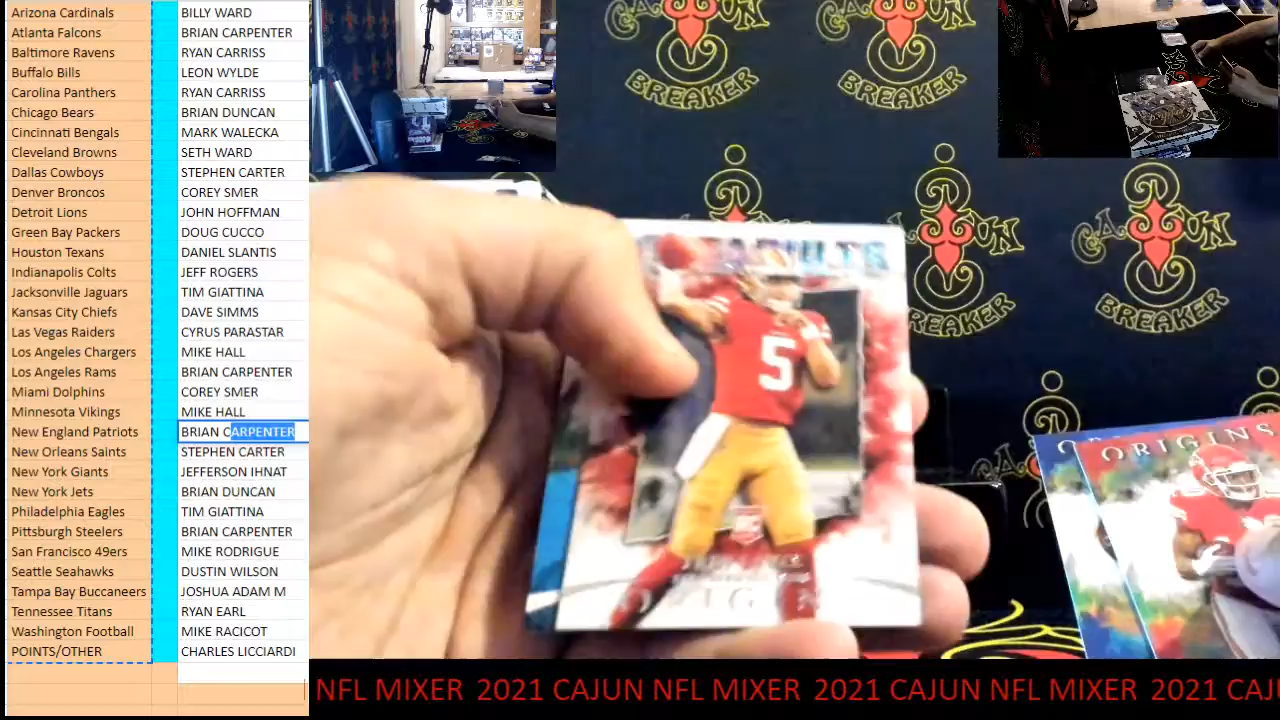 Arizona Cardinals BILLY WARD
Atlanta Falcons BRIAN CARPENTER
Baltimore Ravens RYAN CARRISS
Buffalo Bills LEON WYLDE
Carolina Panthers RYAN CARRISS
Chicago Bears BRIAN DUNCAN
Cincinnati Bengals MARK WALECKA
Cleveland Browns SETH WARD
Dallas Cowboys STEPHEN CARTER
Denver Broncos COREY SMER
Detroit Lions JOHN HOFFMAN
Green Bay Packers DOUG CUCCO
Houston Texans DANIEL SLANTIS
Indianapolis Colts JEFF ROGERS
Jacksonville Jaguars TIM GIATTINA
Kansas City Chiefs DAVE SIMMS
Las Vegas Raiders CYRUS PARASTAR
Los Angeles Chargers MIKE HALL
Los Angeles Rams BRIAN CARPENTER
Miami Dolphins COREY SMER
Minnesota Vikings MIKE HALL
New England Patriots BRIAN CARPENTER
New Orleans Saints STEPHEN CARTER
New York Giants JEFFERSON IHNAT
New York Jets BRIAN DUNCAN
Philadelphia Eagles TIM GIATTINA
Pittsburgh Steelers BRIAN CARPENTER
San Francisco 49ers MIKE RODRIGUE
Seattle Seahawks DUSTIN WILSON
Tampa Bay Buccaneers JOSHUA ADAM M
Tennessee Titans RYAN EARL
Washington Football MIKE RACICOT
POINTS/OTHER CHARLES LICCIARDI
BREAKER
BREAKER
CAJUN
BREAKER
CAJUN
BREAKER
5
ORIGINS
NFL MIXER 2021 CAJUN NFL MIXER 2021 CAJUN NFL MIXER 2021 CAJ